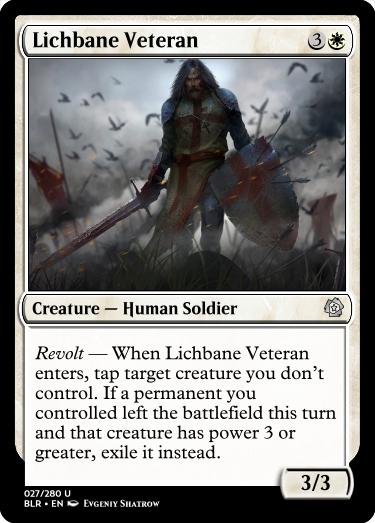 Lichbane Veteran 3
Creature — Human Soldier
Revolt — When Lichbane Veteran
enters, tap target creature you don't
control. If a permanent you
controlled left the battlefield this turn
and that creature has power 3 or
greater, exile it instead.
3/3
027/280 U
BLR • EN Evgeniy Shatrow